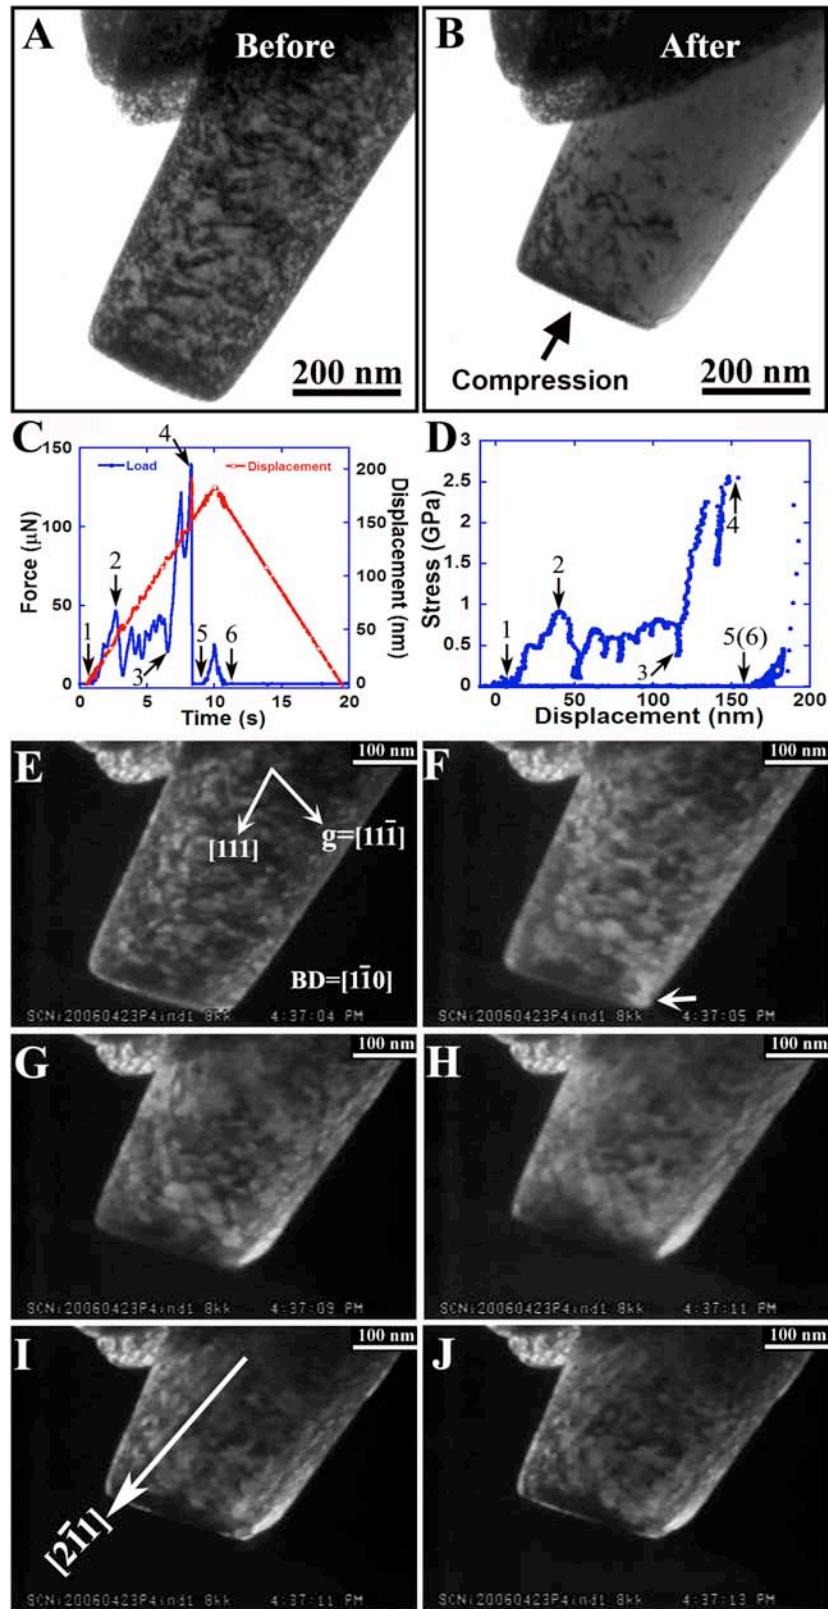 A
Before
200 nm
B
After
Compression
200 nm
C
4
150
Load
Displacement
200
2
100
150
100
1
50
5
6
50
3
0
0
0
5
10
15
20
Force (μN)
Displacement (nm)
Time (s)
D
3
2.5
2
1.5
1
0.5
0
4
2
1
3
5(6)
0
50
100
150
200
Stress (GPa)
Displacement (nm)
E
100 nm
[111]
g=[111̄]
BD=[11̄0]
SCNi20060423P4ind1 8kk 4:37:04 PM
F
100 nm
SCNi20060423P4ind1 8kk 4:37:05 PM
G
100 nm
SCNi20060423P4ind1 8kk 4:37:09 PM
H
100 nm
SCNi20060423P4ind1 8kk 4:37:11 PM
I
100 nm
[21̄1]
SCNi20060423P4ind1 8kk 4:37:11 PM
J
100 nm
SCNi20060423P4ind1 8kk 4:37:13 PM